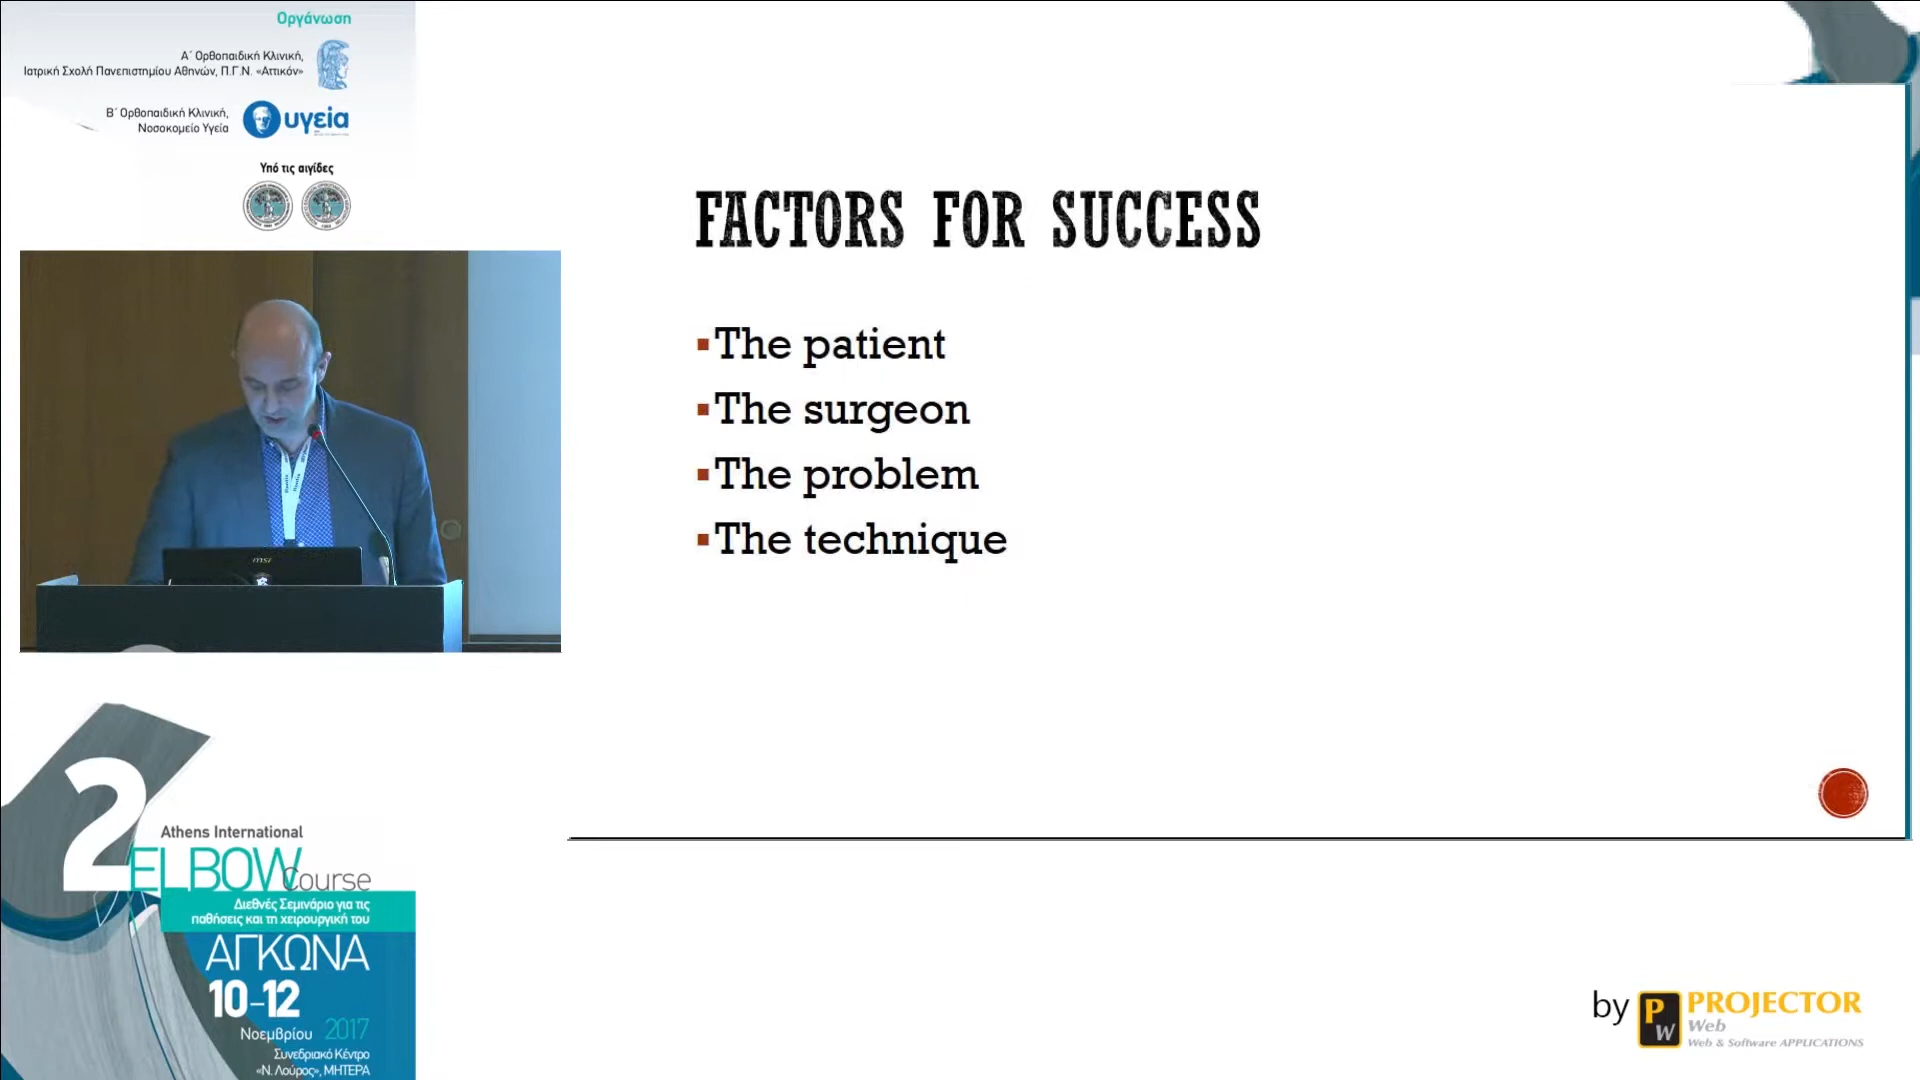 Οργάνωση
Α΄ Ορθοπαιδική Κλινική,
Ιατρική Σχολή Πανεπιστημίου Αθηνών, Π.Γ.Ν. «Αττικόν»
Β΄ Ορθοπαιδική Κλινική,
Νοσοκομείο Υγεία
υγεία
Υπό τις αιγίδες
msi
FACTORS FOR SUCCESS
▪The patient
▪The surgeon
▪The problem
▪The technique
2
Athens International
ELBOW Course
Διεθνές Σεμινάριο για τις
παθήσεις και τη χειρουργική του
ΑΓΚΩΝΑ
10-12
Νοεμβρίου 2017
Συνεδριακό Κέντρο
«Ν. Λούρος», ΜΗΤΕΡΑ
by PW PROJECTOR
Web
Web & Software APPLICATIONS